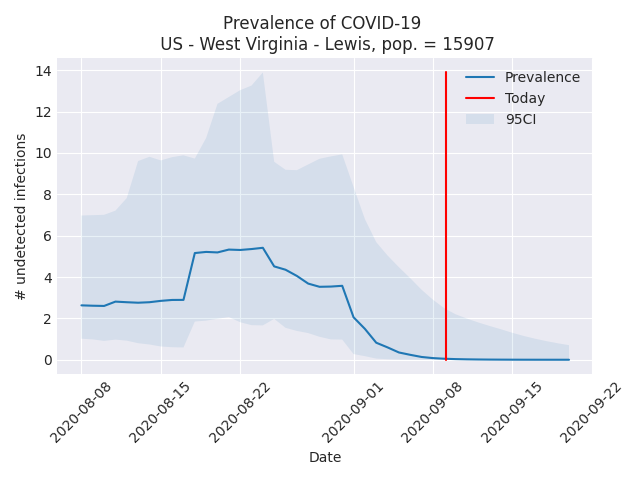 Prevalence of COVID-19
US - West Virginia - Lewis, pop. = 15907
# undetected infections
14
12
10
8
6
4
2
0
Prevalence
Today
95CI
2020-08-08
2020-08-15
2020-08-22
2020-09-01
2020-09-08
2020-09-15
2020-09-22
Date